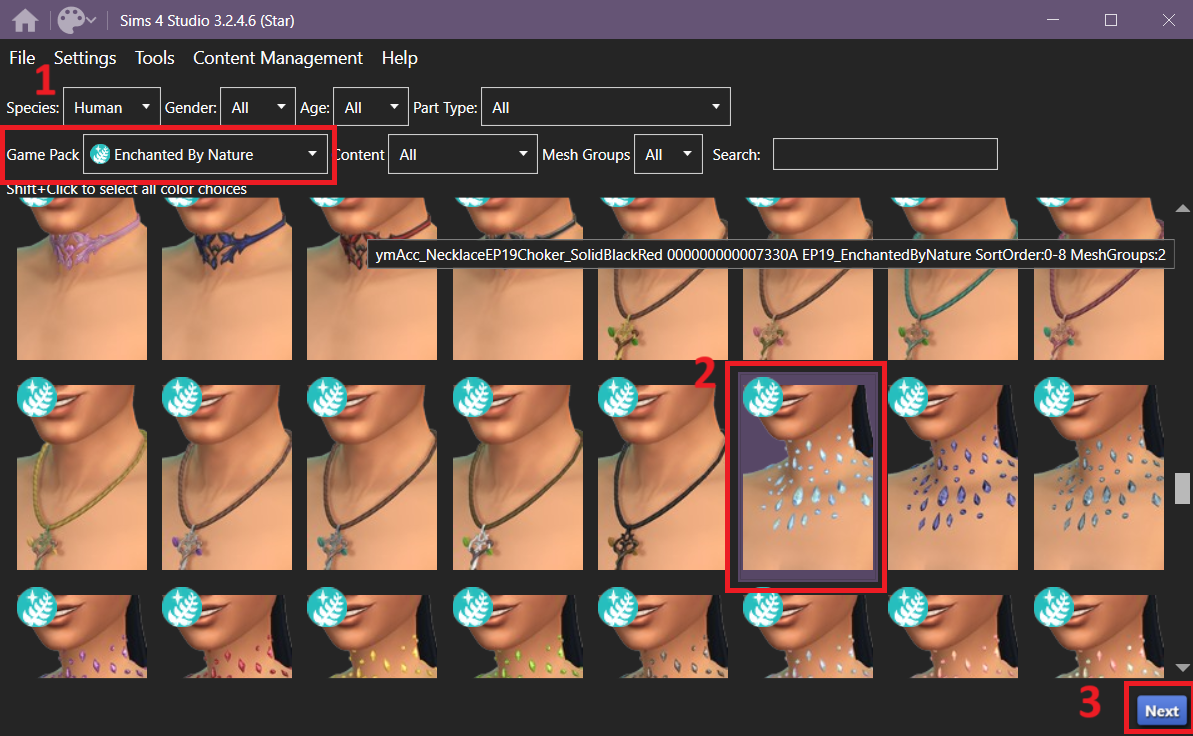 Sims 4 Studio 3.2.4.6 (Star)
File Settings Tools Content Management Help
1
Species: Human Gender: All Age: All Part Type: All
Game Pack Enchanted By Nature Content All Mesh Groups All Search:
Shift+Click to select all color choices
ymAcc_NecklaceEP19Choker_SolidBlackRed 000000000007330A EP19_EnchantedByNature SortOrder:0-8 MeshGroups:2
2
3
Next